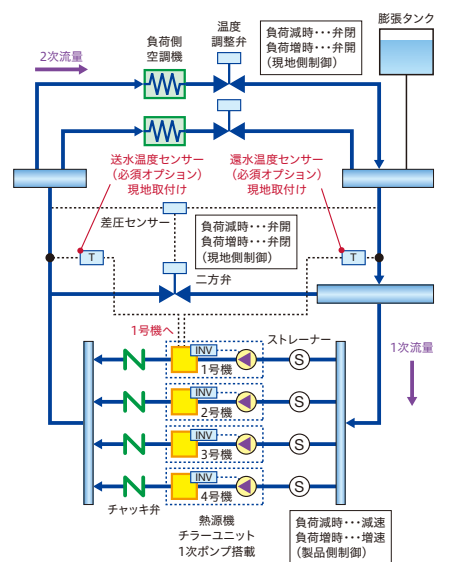 膨張タンク
負荷側
空調機
温度
調整弁
負荷減時・・・弁閉
負荷増時・・・弁開
(現地側制御)
2次流量
送水温度センサー
(必須オプション)
現地取付け
還水温度センサー
(必須オプション)
現地取付け
差圧センサー
負荷減時・・・弁開
負荷増時・・・弁閉
(現地側制御)
T
T
二方弁
1号機へ
ストレーナー
1次流量
INV
1号機
S
INV
2号機
S
INV
3号機
S
INV
4号機
S
チャッキ弁
熱源機
チラーユニット
1次ポンプ搭載
負荷減時・・・減速
負荷増時・・・増速
(製品側制御)